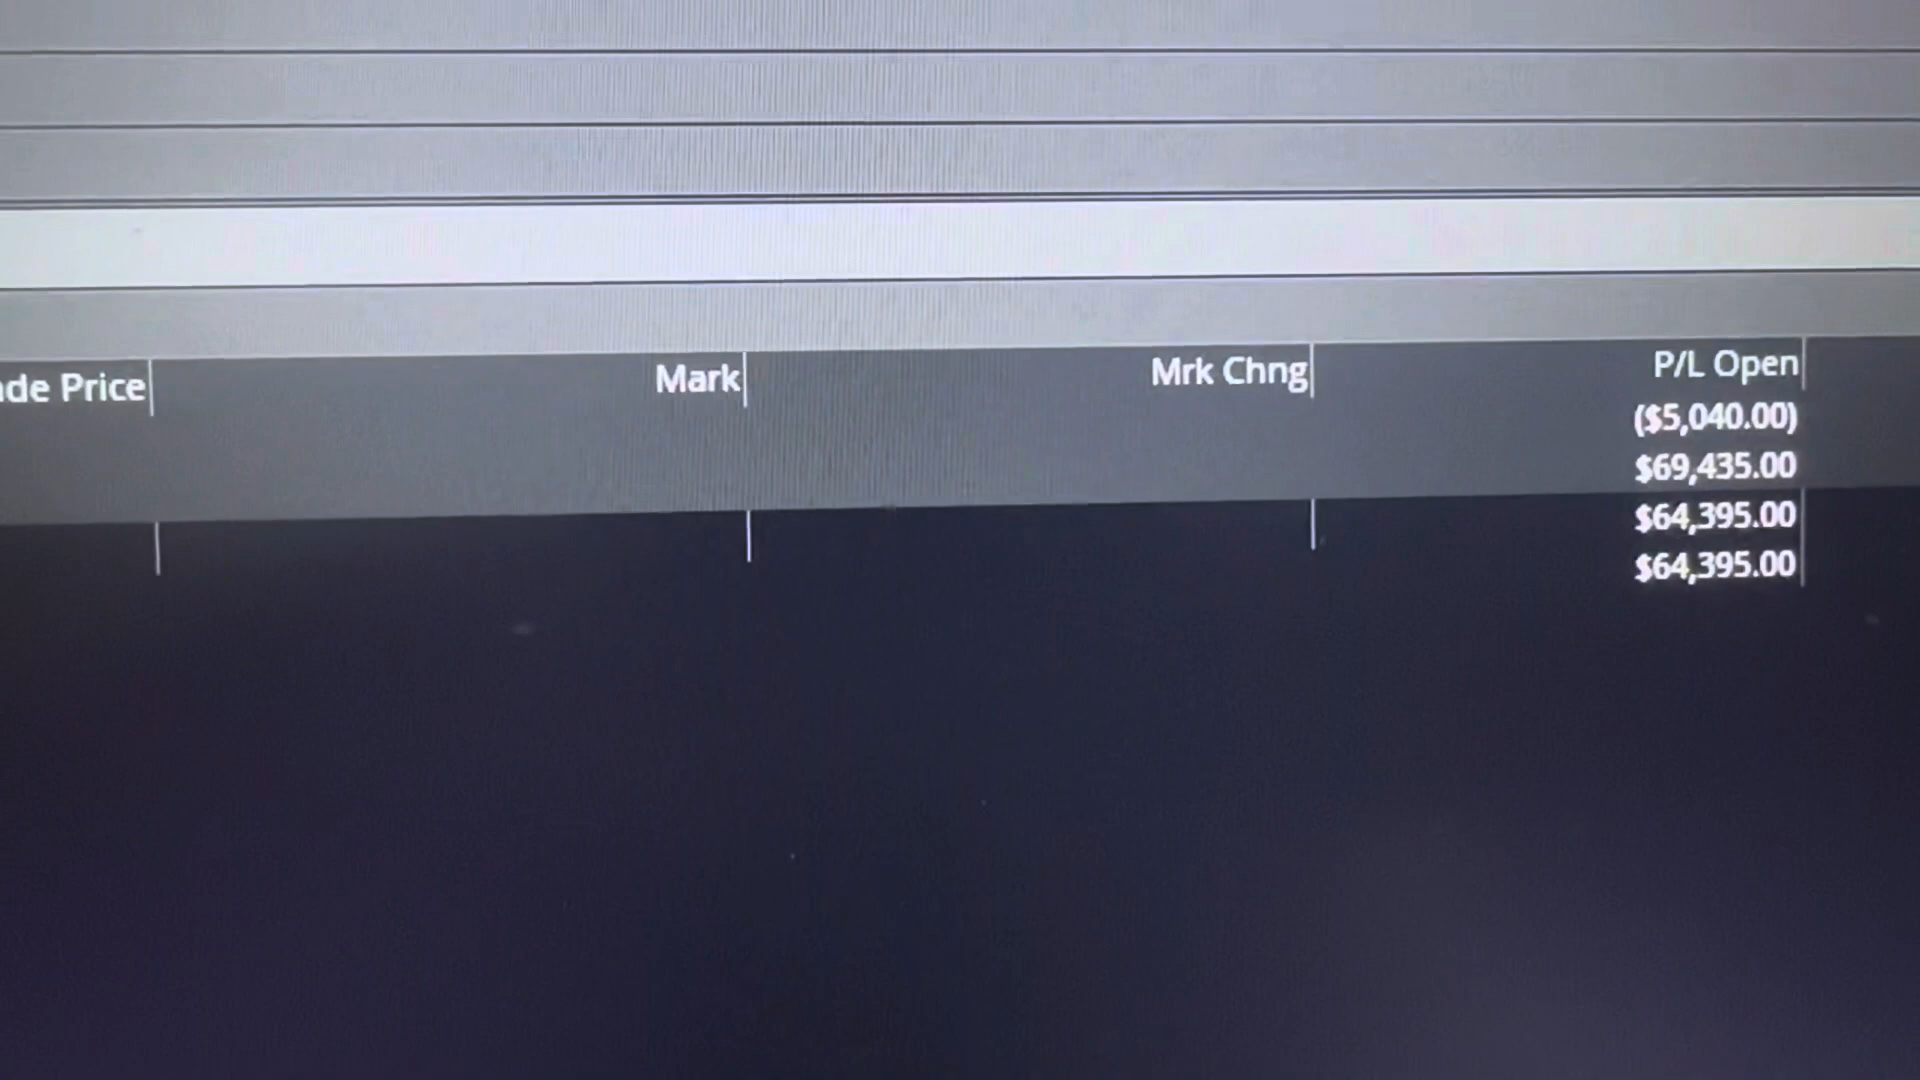 de Price Mark Mrk Chng P/L Open
($5,040.00)
$69,435.00
$64,395.00
$64,395.00